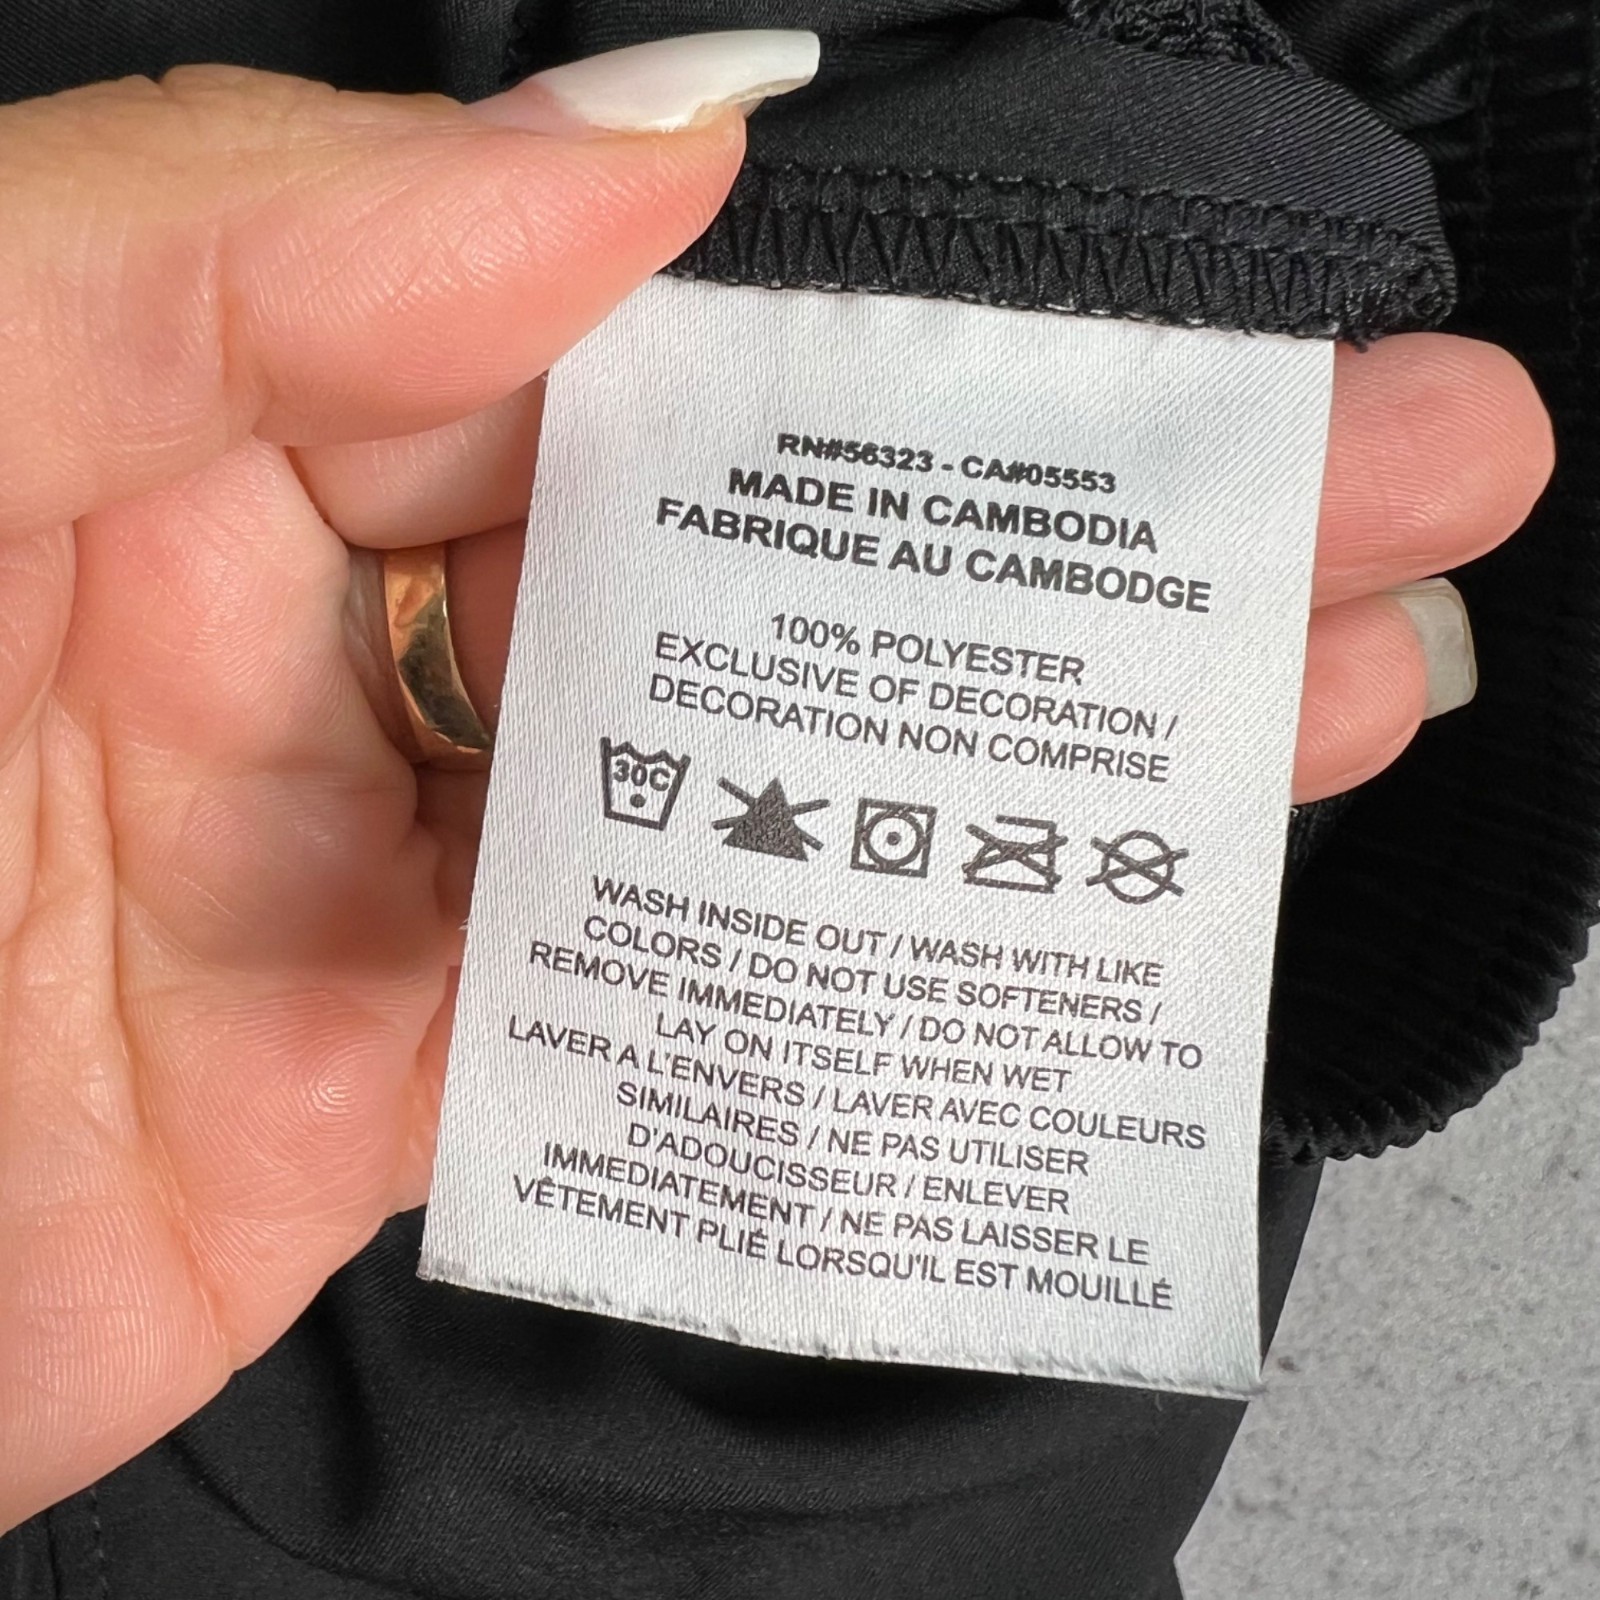 RN#56323 - CA#05553
MADE IN CAMBODIA
FABRIQUE AU CAMBODGE
100% POLYESTER
EXCLUSIVE OF DECORATION /
DECORATION NON COMPRISE
30C
WASH INSIDE OUT / WASH WITH LIKE
COLORS / DO NOT USE SOFTENERS /
REMOVE IMMEDIATELY / DO NOT ALLOW TO
LAY ON ITSELF WHEN WET
LAVER A L'ENVERS / LAVER AVEC COULEURS
SIMILAIRES / NE PAS UTILISER
D'ADOUCISSEUR / ENLEVER
IMMEDIATEMENT / NE PAS LAISSER LE
VÊTEMENT PLIÉ LORSQU'IL EST MOUILLÉ